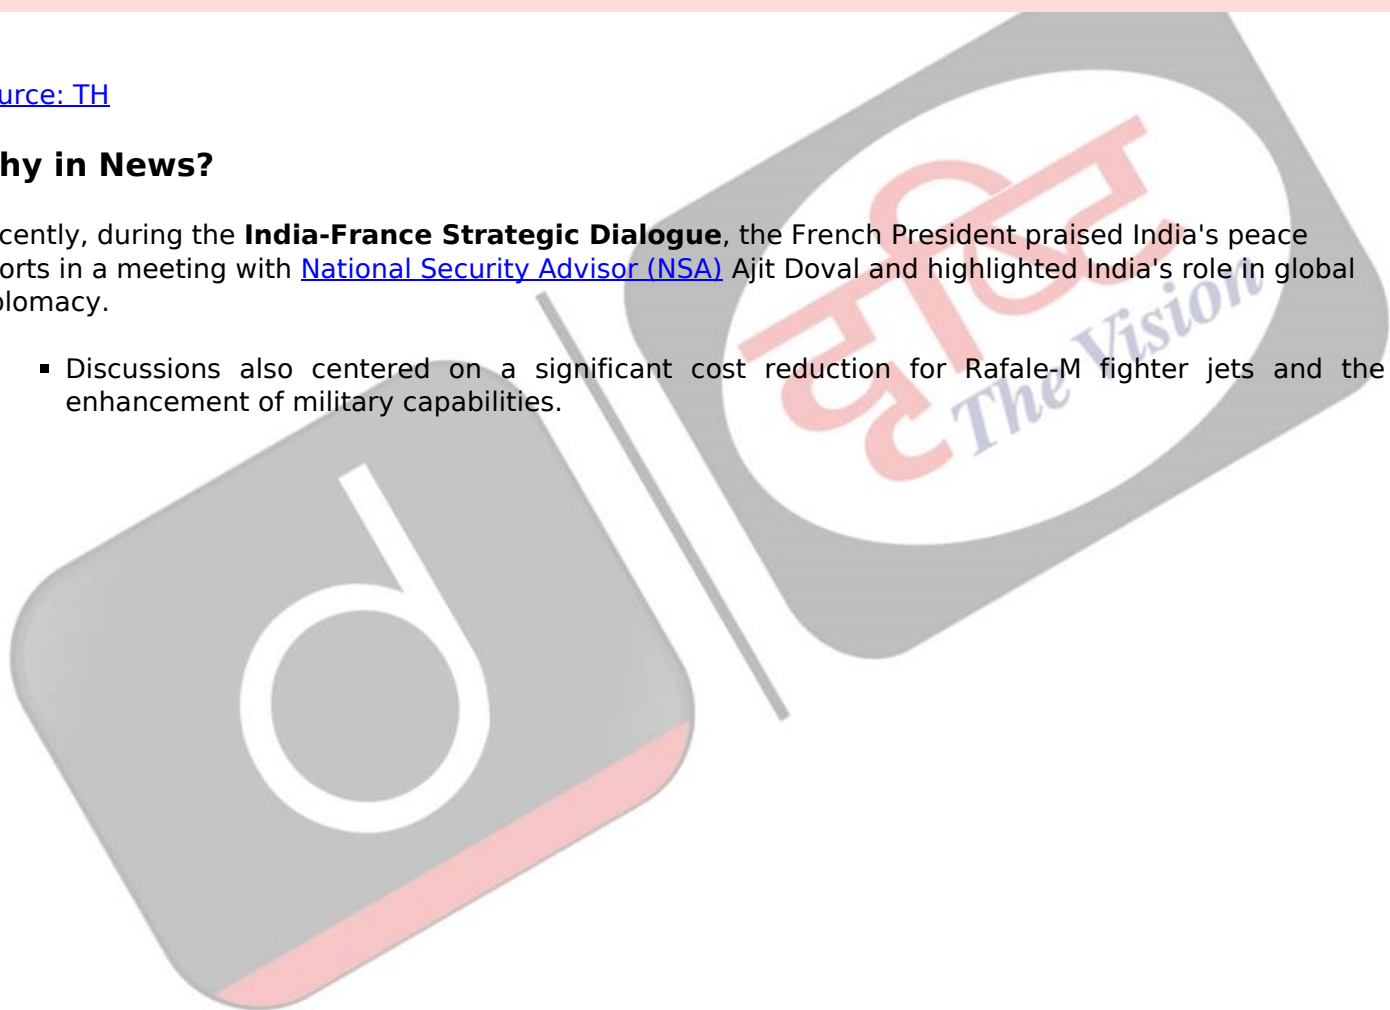 urce: TH
hy in News?
cently, during the India-France Strategic Dialogue, the French President praised India's peace
orts in a meeting with National Security Advisor (NSA) Ajit Doval and highlighted India's role in global
plomacy.
▪ Discussions also centered on a significant cost reduction for Rafale-M fighter jets and the
enhancement of military capabilities.
दृष्टि
The Vision
d